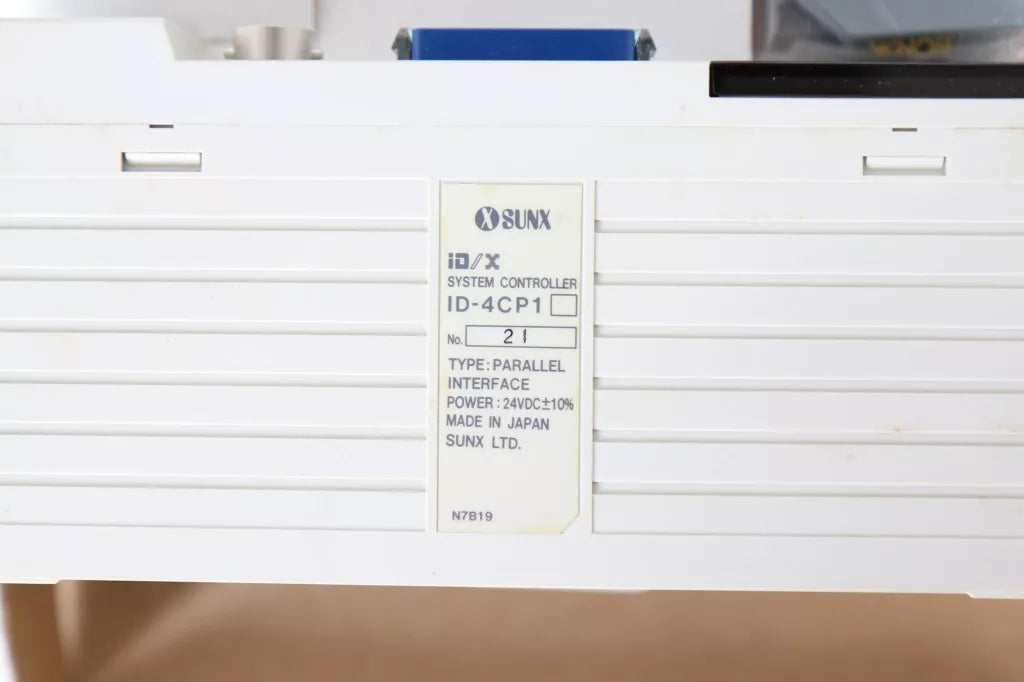 SUNX
iD/X
SYSTEM CONTROLLER
ID-4CP1
No. 21
TYPE: PARALLEL
INTERFACE
POWER: 24VDC±10%
MADE IN JAPAN
SUNX LTD.
N7B19